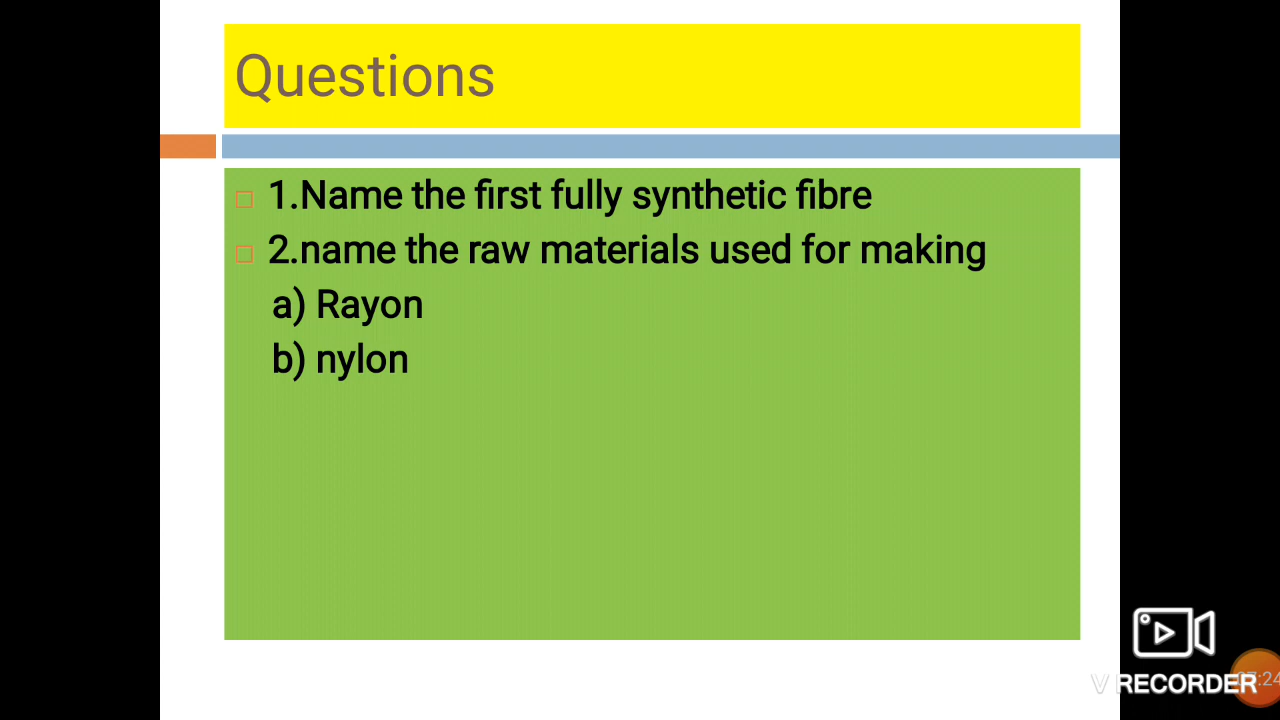 Questions
1.Name the first fully synthetic fibre
2.name the raw materials used for making
a) Rayon
b) nylon
V RECORDER